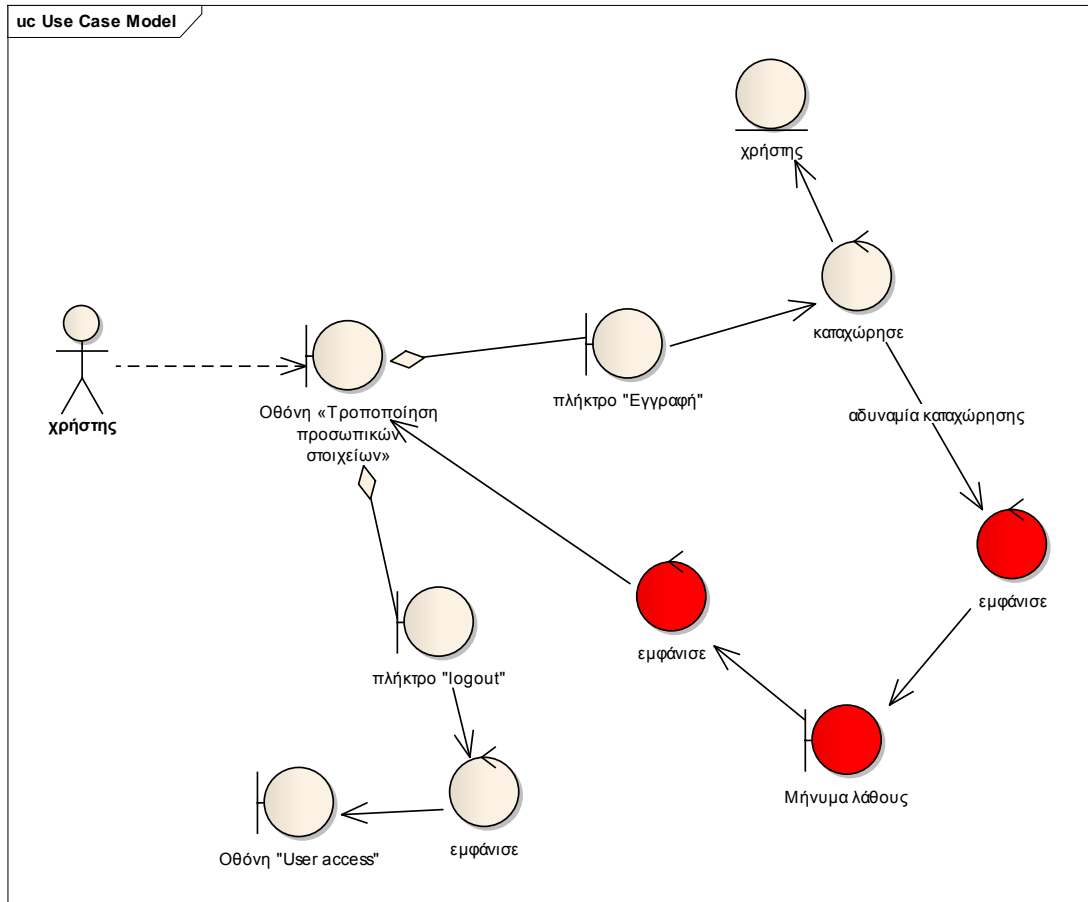 uc Use Case Model
χρήστης
καταχώρησε
χρήστης
Οθόνη «Τροποποίηση
προσωπικών
στοιχείων»
πλήκτρο "Εγγραφή"
αδυναμία καταχώρησης
εμφάνισε
εμφάνισε
πλήκτρο "logout"
Μήνυμα λάθους
εμφάνισε
Οθόνη "User access"